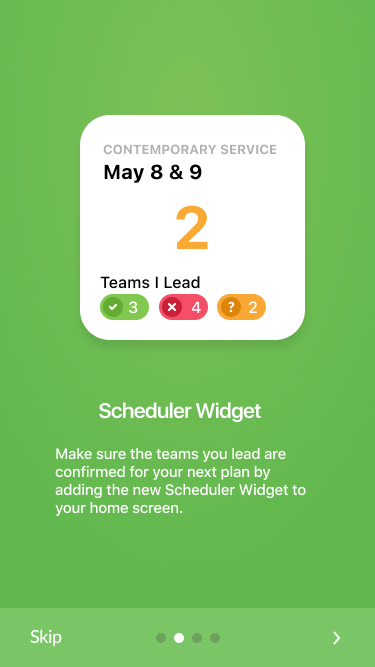 CONTEMPORARY SERVICE
May 8 & 9
2
Teams I Lead
3 4 ? 2
Scheduler Widget
Make sure the teams you lead are
confirmed for your next plan by
adding the new Scheduler Widget to
your home screen.
Skip